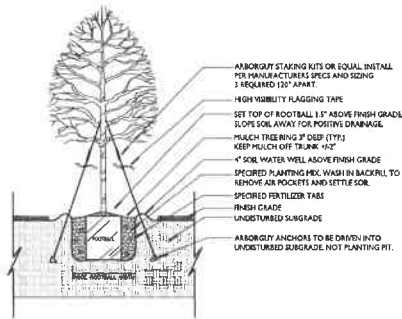 ARBORGUY STAKING KITS OR EQUAL. INSTALL
PER MANUFACTURERS SPECS AND SIZING
3 REQUIRED 120° APART.
HIGH VISIBILITY FLAGGING TAPE
SET TOP OF ROOTBALL 1.5" ABOVE FINISH GRADE
SLOPE SOIL AWAY FOR POSITIVE DRAINAGE.
MULCH TREE RING 3" DEEP (TYP.)
KEEP MULCH OFF TRUNK +/-2"
4" SOIL WATER WELL ABOVE FINISH GRADE
SPECIFIED PLANTING MIX. WASH IN BACKFILL TO
REMOVE AIR POCKETS AND SETTLE SOIL.
SPECIFIED FERTILIZER TABS
FINISH GRADE
UNDISTURBED SUBGRADE
ARBORGUY ANCHORS TO BE DRIVEN INTO
UNDISTURBED SUBGRADE NOT PLANTING PIT.
ROOTBALL
ROOTBALL WIDTH